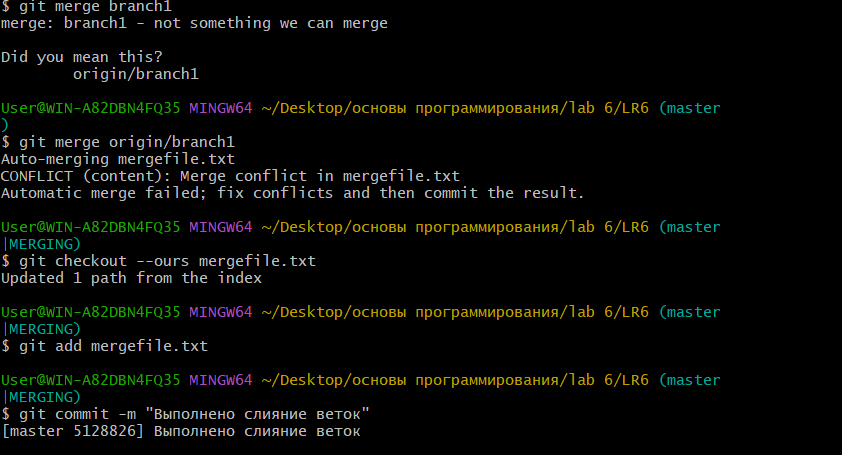 $ git merge branch1
merge: branch1 - not something we can merge
Did you mean this?
origin/branch1
User@WIN-A82DBN4FQ35 MINGW64 ~/Desktop/основы программирования/lab 6/LR6 (master
)
$ git merge origin/branch1
Auto-merging mergefile.txt
CONFLICT (content): Merge conflict in mergefile.txt
Automatic merge failed; fix conflicts and then commit the result.
User@WIN-A82DBN4FQ35 MINGW64 ~/Desktop/основы программирования/lab 6/LR6 (master
|MERGING)
$ git checkout --ours mergefile.txt
Updated 1 path from the index
User@WIN-A82DBN4FQ35 MINGW64 ~/Desktop/основы программирования/lab 6/LR6 (master
|MERGING)
$ git add mergefile.txt
User@WIN-A82DBN4FQ35 MINGW64 ~/Desktop/основы программирования/lab 6/LR6 (master
|MERGING)
$ git commit -m "Выполнено слияние веток"
[master 5128826] Выполнено слияние веток